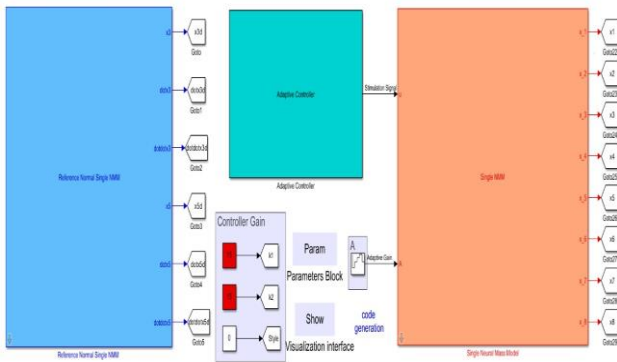 x3
x3d
Goto
dotx3
dotx3d
Goto1
dotdotx3
dotdotx3d
Goto2
Reference Normal Single NMM
x5
x5d
Goto3
dotx5
dotx5d
Goto4
dotdotx5
dotdotx5d
Goto5
Reference Normal Single NMM
Adaptive Controller
Stimulation Signal
Adaptive Controller
Controller Gain
k1
k2
0
Style
Param
Parameters Block
Show
Visualization interface
A
Adaptive Gain
code
generation
u
A
Single NMM
x_1
x1
Goto22
x_2
x2
Goto23
x_3
x3
Goto24
x_4
x4
Goto25
x_5
x5
Goto26
x_6
x6
Goto27
x_7
x7
Goto28
x_8
x8
Goto29
Single Neural Mass Model